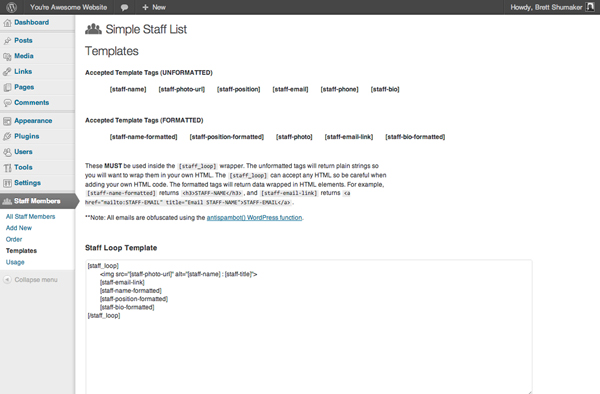 You're Awesome Website + New Howdy, Brett Shumaker
Dashboard
Posts
Media
Links
Pages
Comments
Appearance
Plugins
Users
Tools
Settings
Staff Members
All Staff Members
Add New
Order
Templates
Usage
Collapse menu
Simple Staff List
Templates
Accepted Template Tags (UNFORMATTED)
[staff-name] [staff-photo-url] [staff-position] [staff-email] [staff-phone] [staff-bio]
Accepted Template Tags (FORMATTED)
[staff-name-formatted] [staff-position-formatted] [staff-photo] [staff-email-link] [staff-bio-formatted]
These MUST be used inside the [staff_loop] wrapper. The unformatted tags will return plain strings so
you will want to wrap them in your own HTML. The [staff_loop] can accept any HTML so be careful when
adding your own HTML code. The formatted tags will return data wrapped in HTML elements. For example,
[staff-name-formatted] returns <h3>STAFF-NAME</h3>, and [staff-email-link] returns <a
href="mailto:STAFF-EMAIL" title="Email STAFF-NAME">STAFF-EMAIL</a>.
**Note: All emails are obfuscated using the antispambot() WordPress function.
Staff Loop Template
[staff_loop]
<img src="[staff-photo-url]" alt="[staff-name] : [staff-title]">
[staff-email-link]
[staff-name-formatted]
[staff-position-formatted]
[staff-bio-formatted]
[/staff_loop]